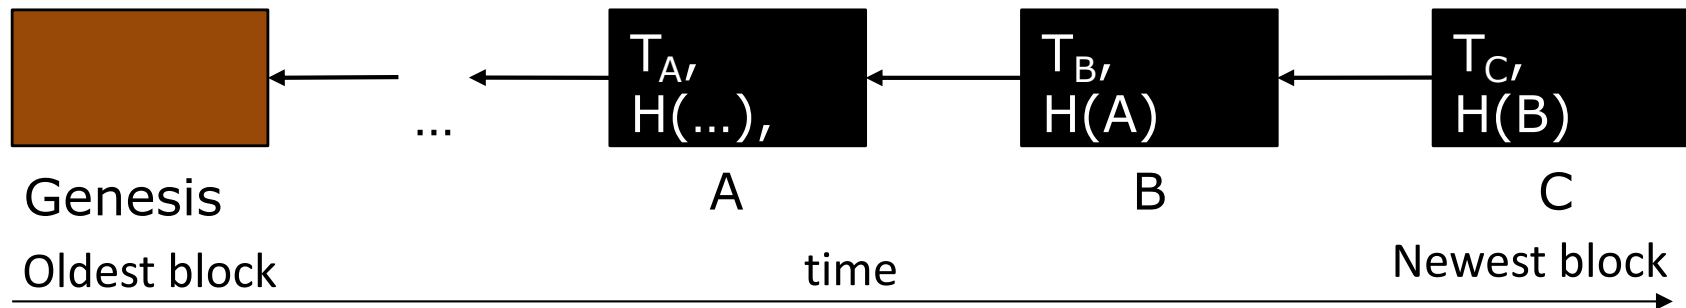 T_A,
H(...),
T_B,
H(A)
T_C,
H(B)
...
Genesis
A
B
C
Oldest block
time
Newest block